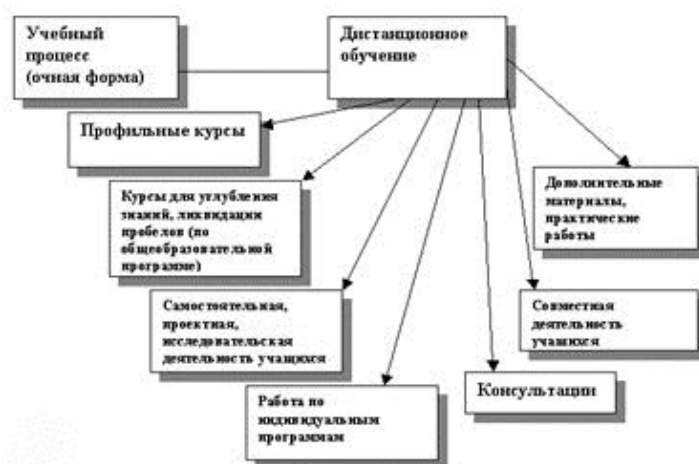 Учебный
процесс
(очная форма)
Дистанционное
обучение
Профильные курсы
Курсы для углубления
знаний, ликвидации
пробелов (по
общеобразовательной
программе)
Дополнительные
материалы,
практические
работы
Самостоятельная,
проектная,
исследовательская
деятельность учащихся
Совместная
деятельность
учащихся
Работа по
индивидуальным
программам
Консультации